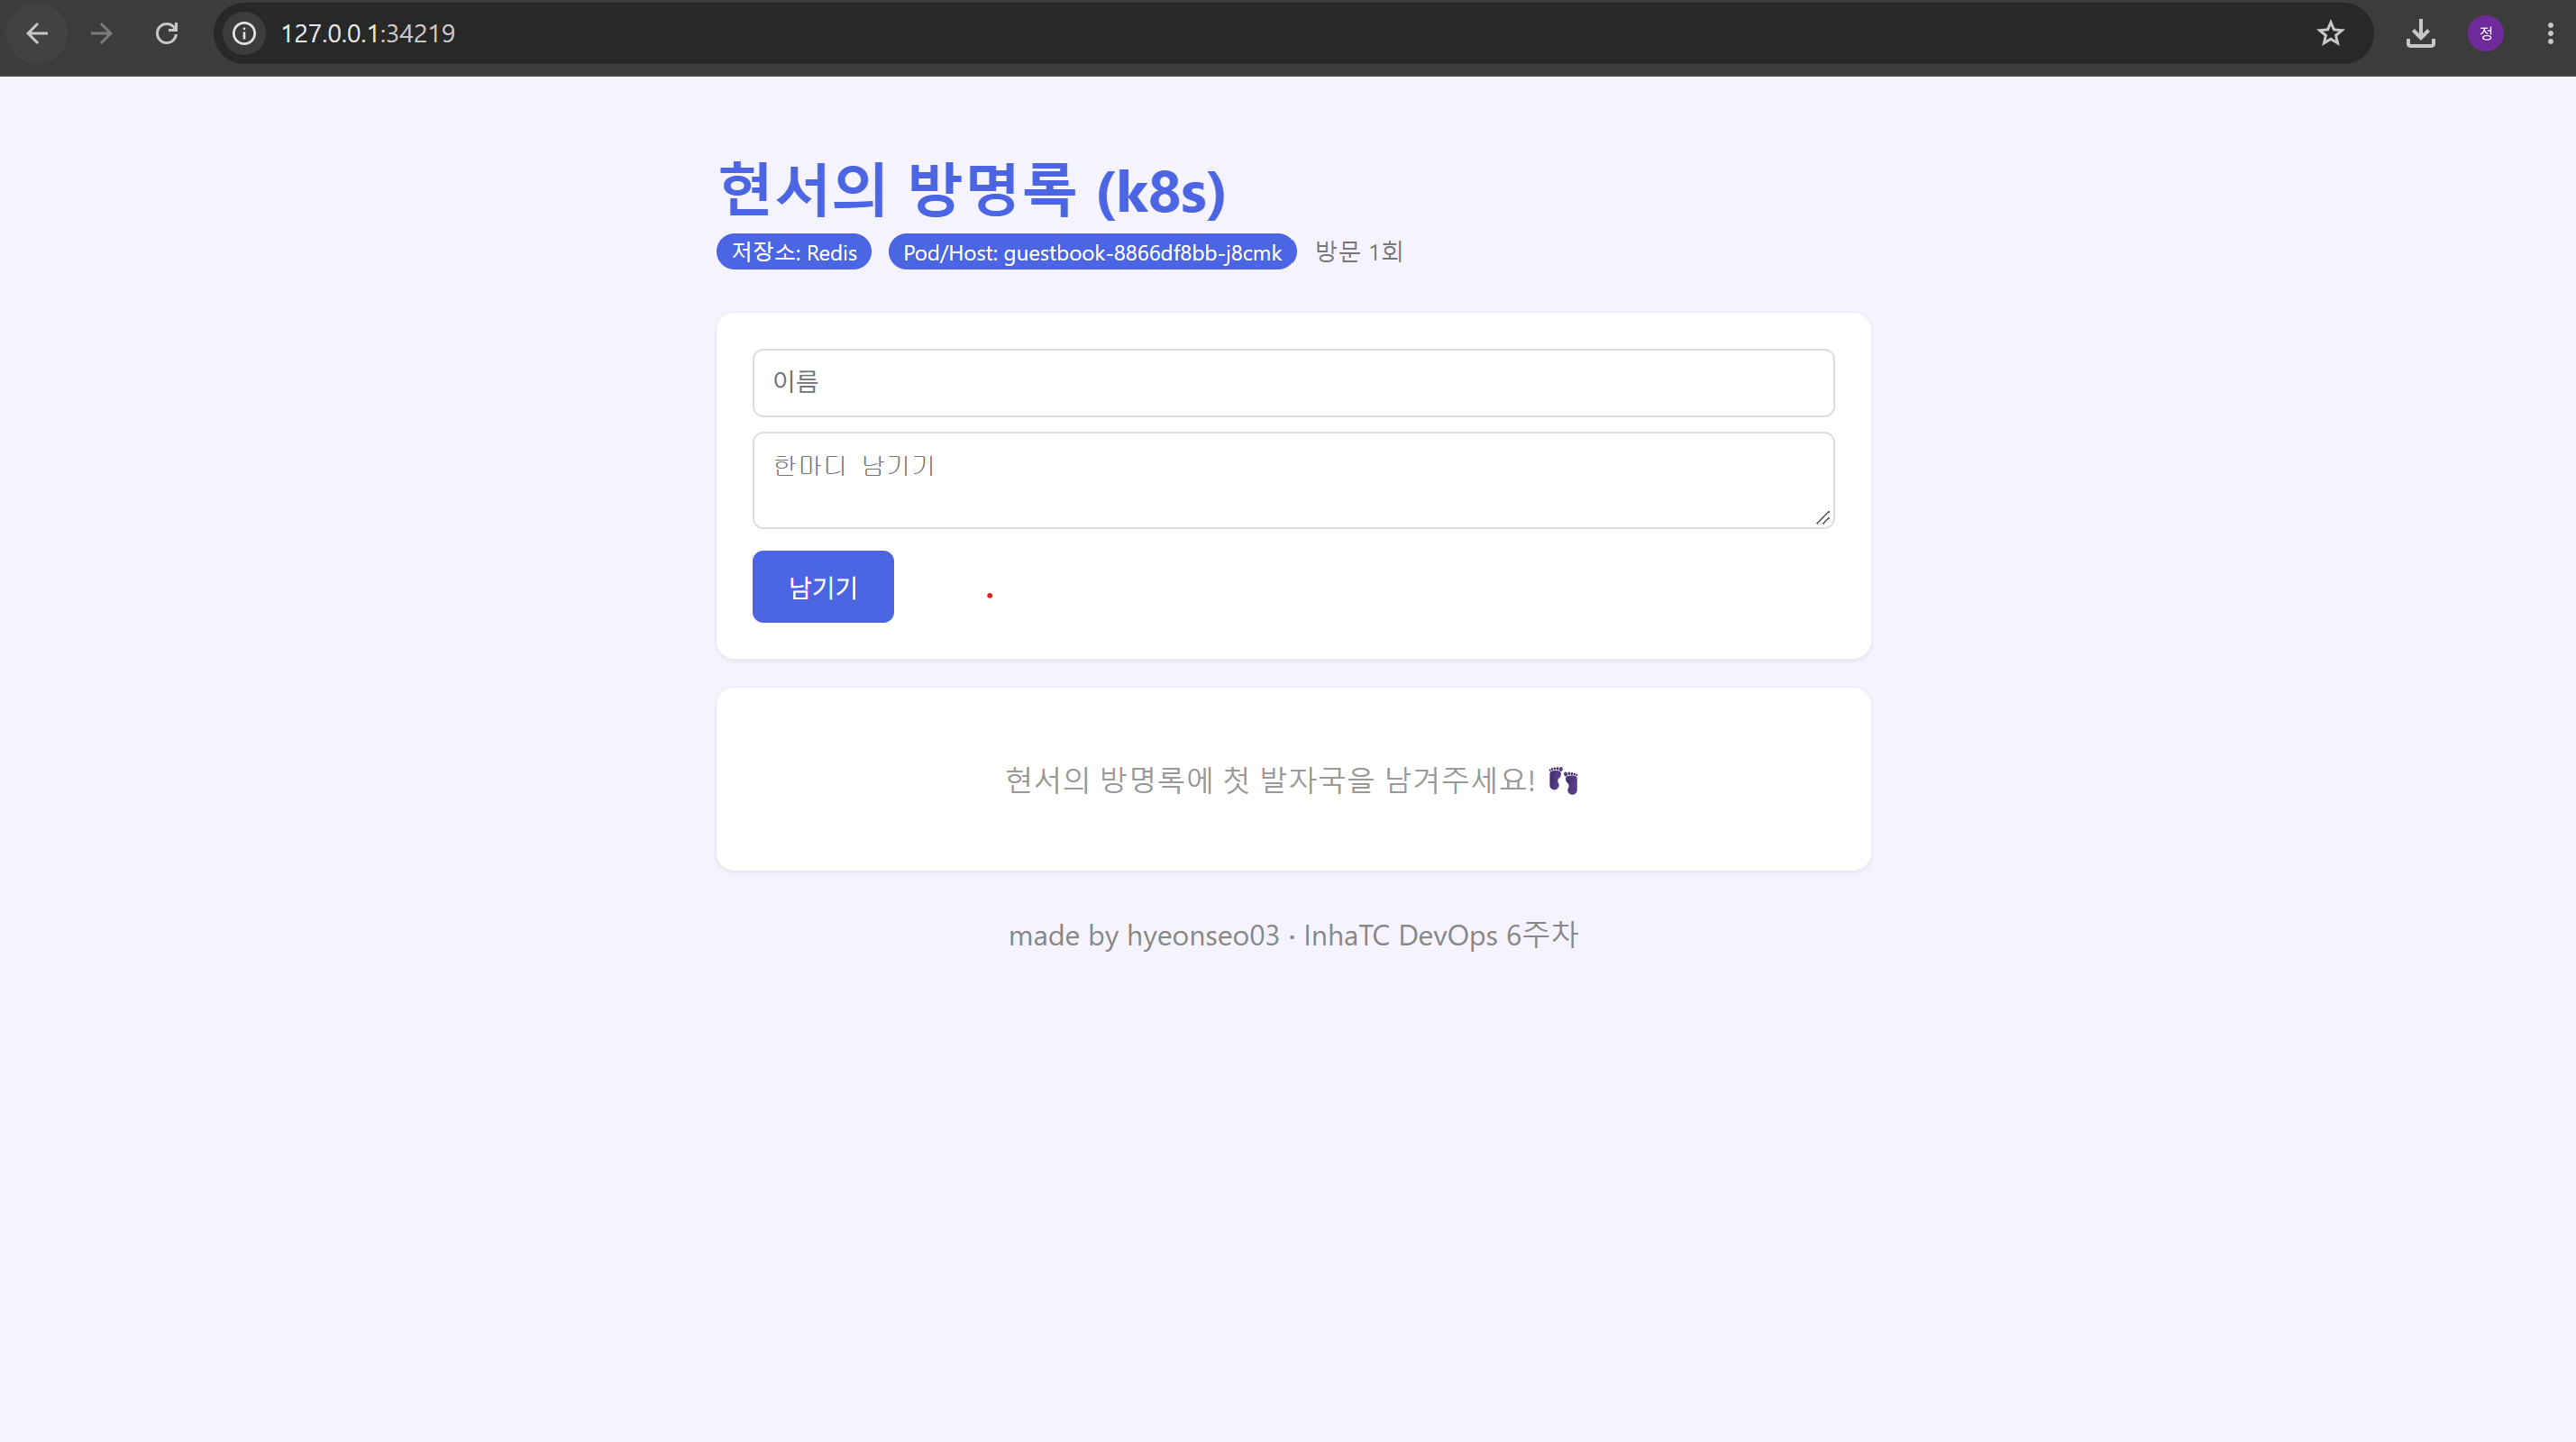 127.0.0.1:34219
정
현서의 방명록 (k8s)
저장소: Redis Pod/Host: guestbook-8866df8bb-j8cmk 방문 1회
이름
한마디 남기기
남기기
현서의 방명록에 첫 발자국을 남겨주세요! 👣
made by hyeonseo03 · InhaTC DevOps 6주차